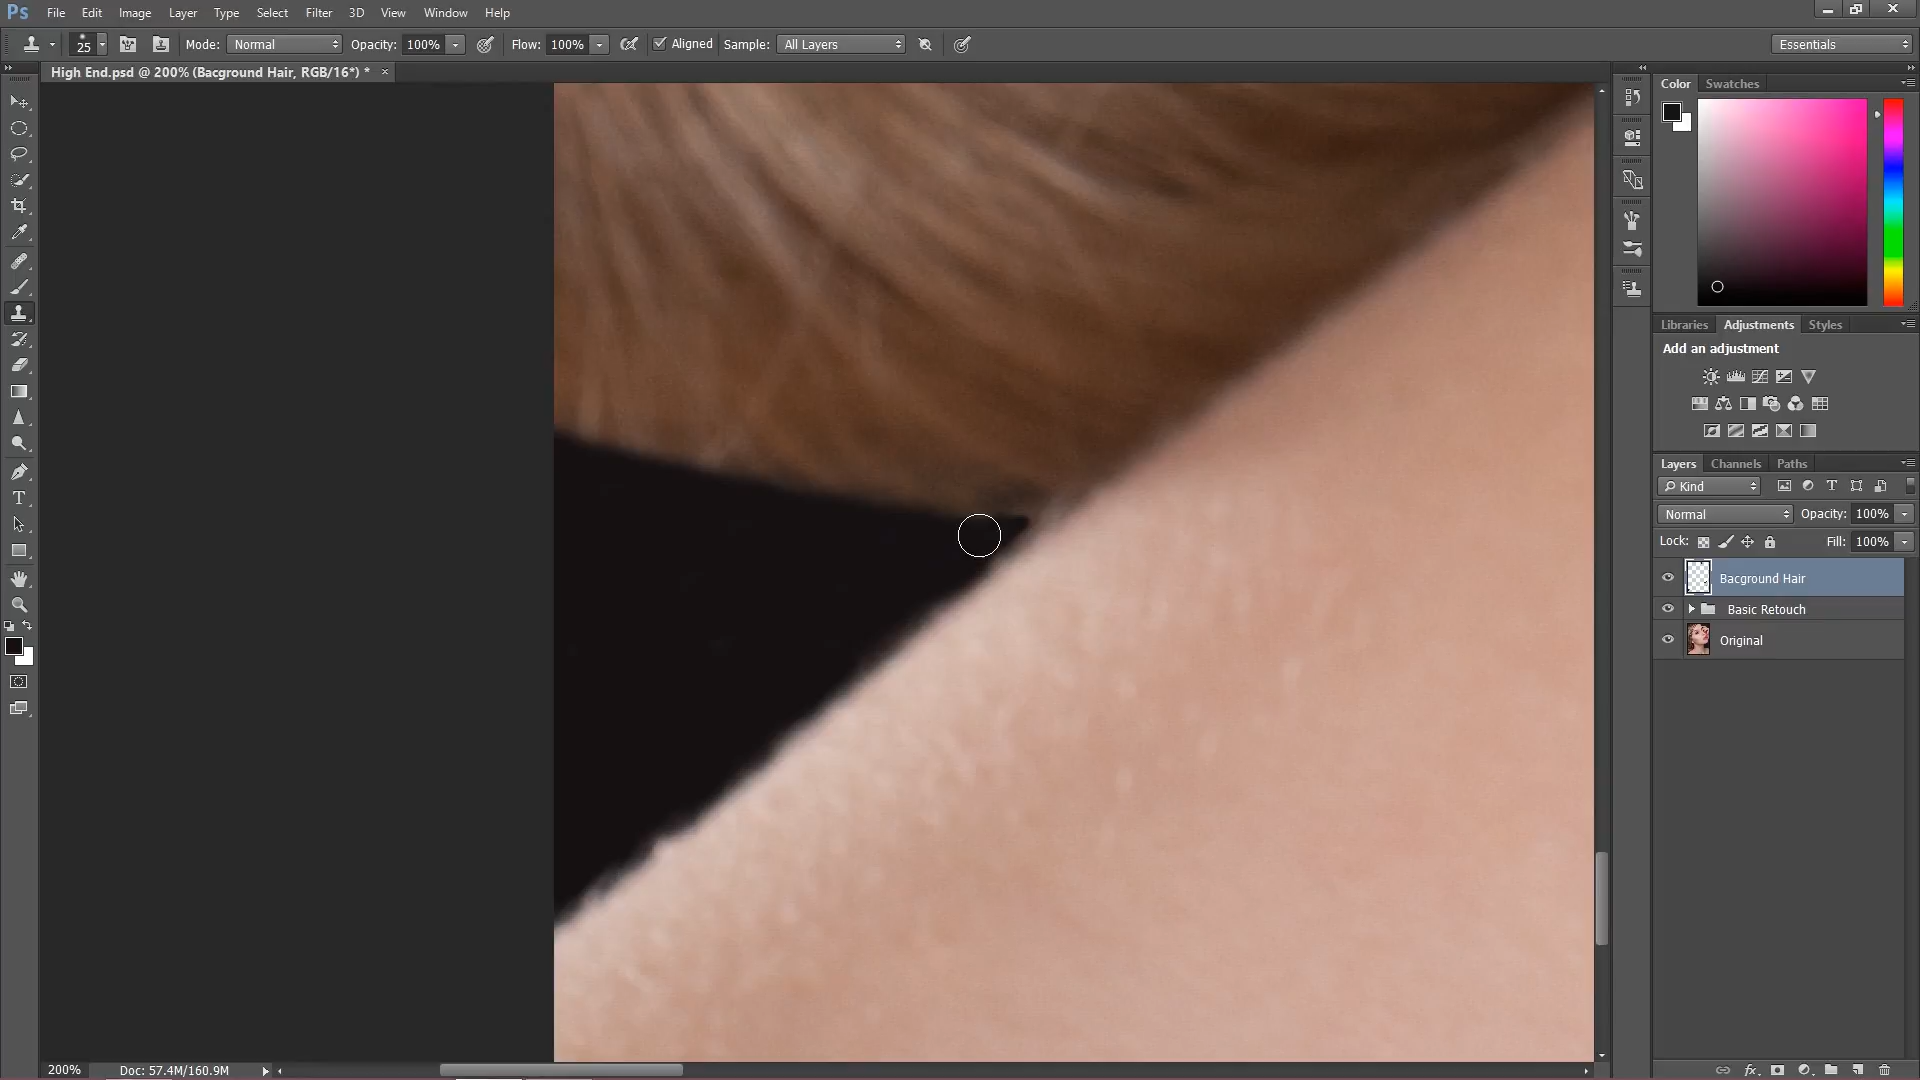 Ps File Edit Image Layer Type Select Filter 3D View Window Help
25 Mode: Normal Opacity: 100% Flow: 100% Aligned Sample: All Layers Essentials
High End.psd @ 200% (Bacground Hair, RGB/16*) * ×
Color Swatches
Libraries Adjustments Styles
Add an adjustment
Layers Channels Paths
Kind
Normal Opacity: 100%
Lock: Fill: 100%
Bacground Hair
Basic Retouch
Original
200% Doc: 57.4M/160.9M